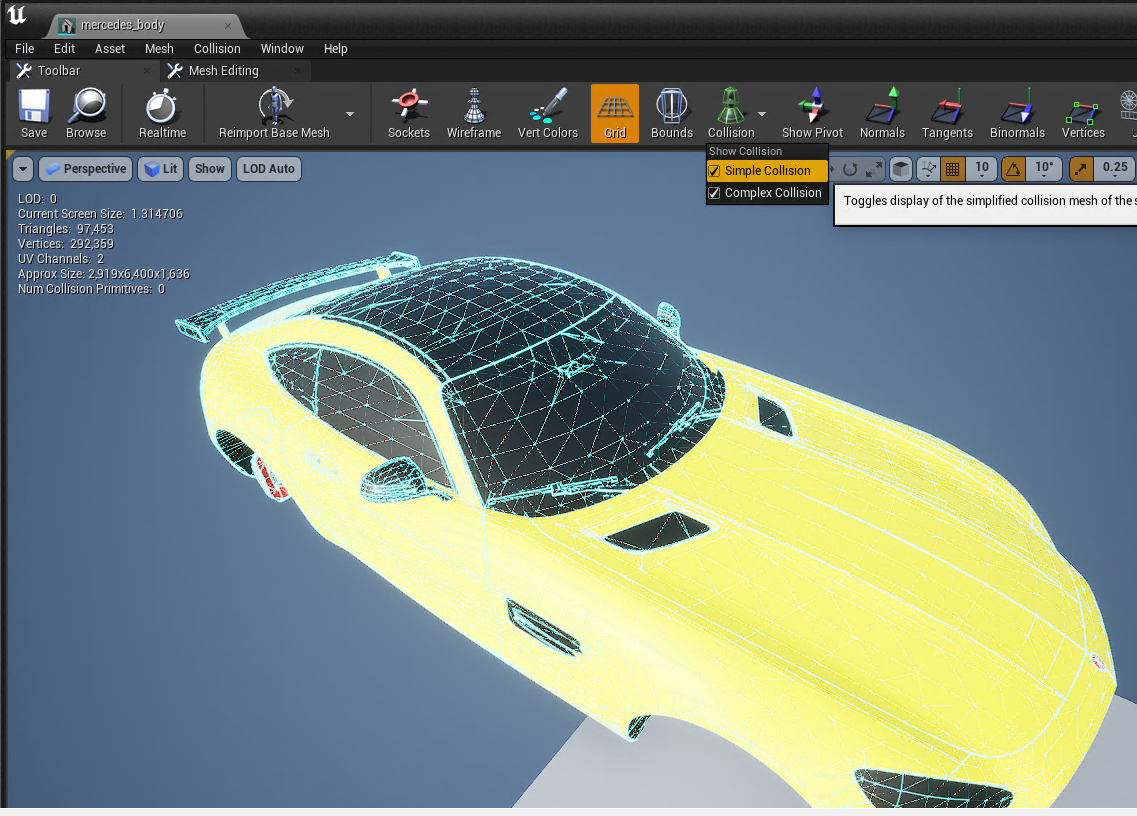 mercedes_body
File Edit Asset Mesh Collision Window Help
Toolbar Mesh Editing
Save Browse Realtime Reimport Base Mesh Sockets Wireframe Vert Colors Grid Bounds Collision Show Pivot Normals Tangents Binormals Vertices
Show Collision
Perspective Lit Show LOD Auto
Simple Collision
10 10° 0.25
Complex Collision
Toggles display of the simplified collision mesh of the s
LOD: 0
Current Screen Size: 1.314706
Triangles: 97,453
Vertices: 292,359
UV Channels: 2
Approx Size: 2,919x6,400x1,636
Num Collision Primitives: 0